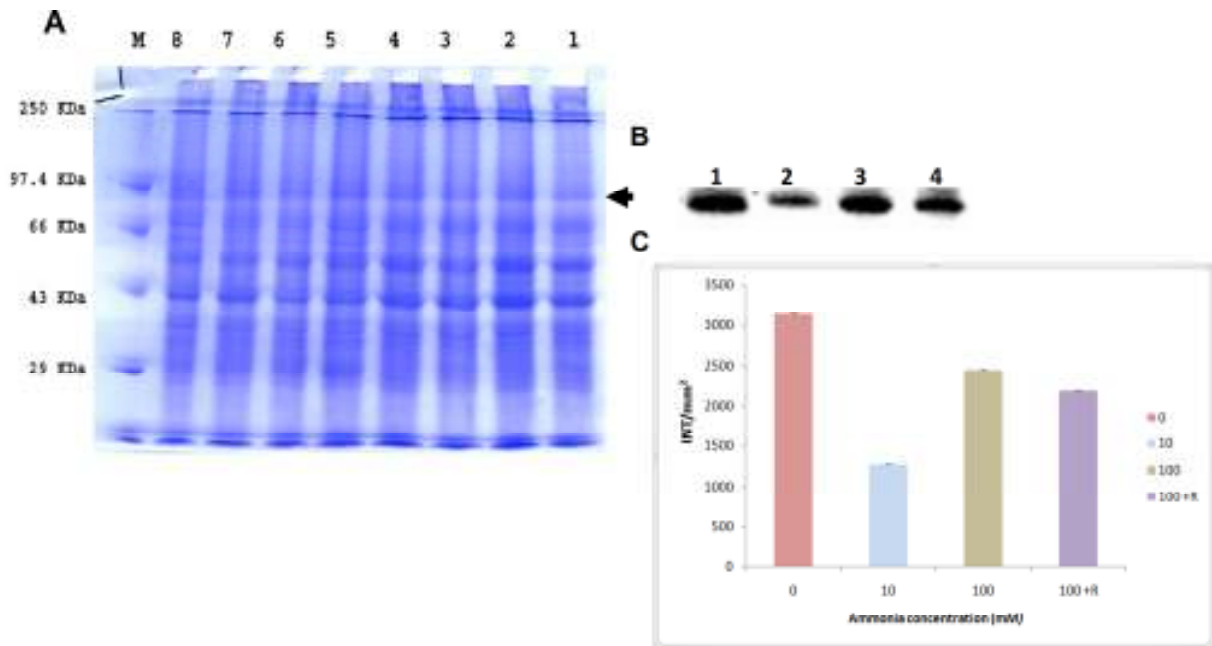 A
M 8 7 6 5 4 3 2 1
250 KDa
97.4 KDa
66 KDa
43 KDa
29 KDa
B
1 2 3 4
C
3500
3000
2500
2000
1500
1000
500
0
INT/mm²
0 10 100 100+R
Ammonia concentration (mM)
0
10
100
100+R